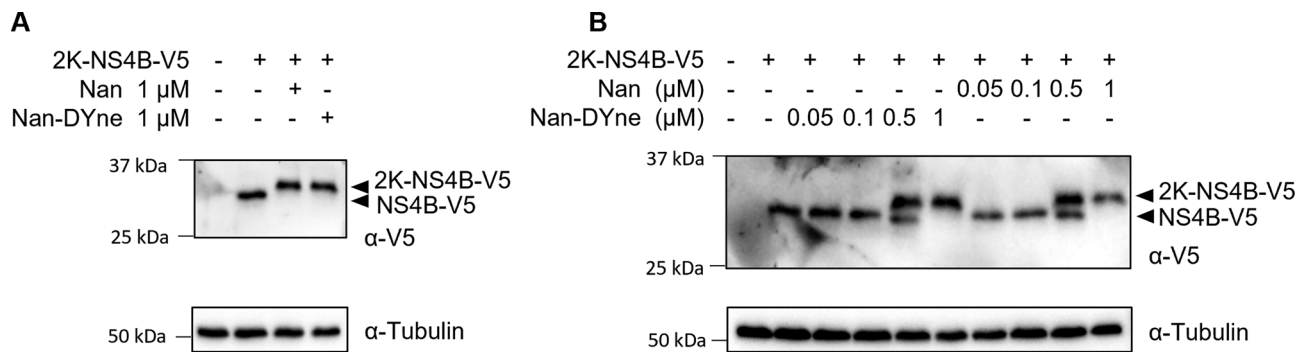 A
2K-NS4B-V5 - + + +
Nan 1 µM - - + -
Nan-DYne 1 µM - - - +
37 kDa
2K-NS4B-V5
NS4B-V5
25 kDa
α-V5
50 kDa
α-Tubulin
B
2K-NS4B-V5 - + + + + + + + + +
Nan (µM) - - - - - - 0.05 0.1 0.5 1
Nan-DYne (µM) - - 0.05 0.1 0.5 1 - - - -
37 kDa
2K-NS4B-V5
NS4B-V5
25 kDa
α-V5
50 kDa
α-Tubulin